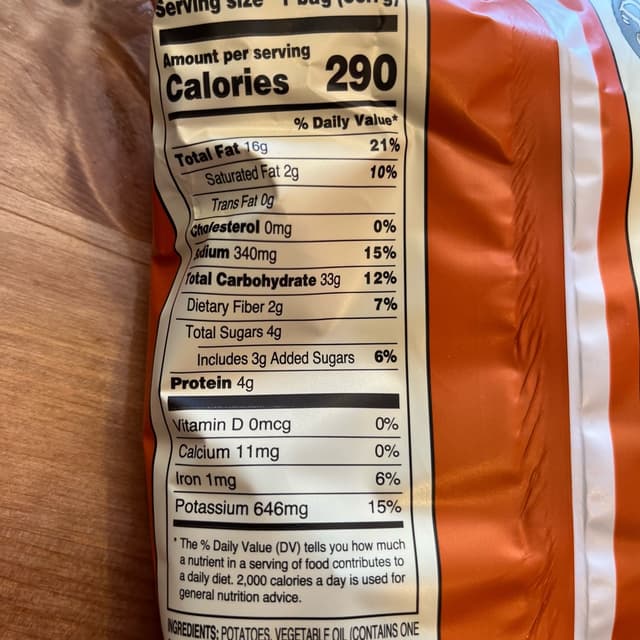 Serving size 1 bag
Amount per serving
Calories 290
% Daily Value*
Total Fat 16g 21%
Saturated Fat 2g 10%
Trans Fat 0g
Cholesterol 0mg 0%
Sodium 340mg 15%
Total Carbohydrate 33g 12%
Dietary Fiber 2g 7%
Total Sugars 4g
Includes 3g Added Sugars 6%
Protein 4g
Vitamin D 0mcg 0%
Calcium 11mg 0%
Iron 1mg 6%
Potassium 646mg 15%
* The % Daily Value (DV) tells you how much
a nutrient in a serving of food contributes to
a daily diet. 2,000 calories a day is used for
general nutrition advice.
INGREDIENTS: POTATOES, VEGETABLE OIL (CONTAINS ONE